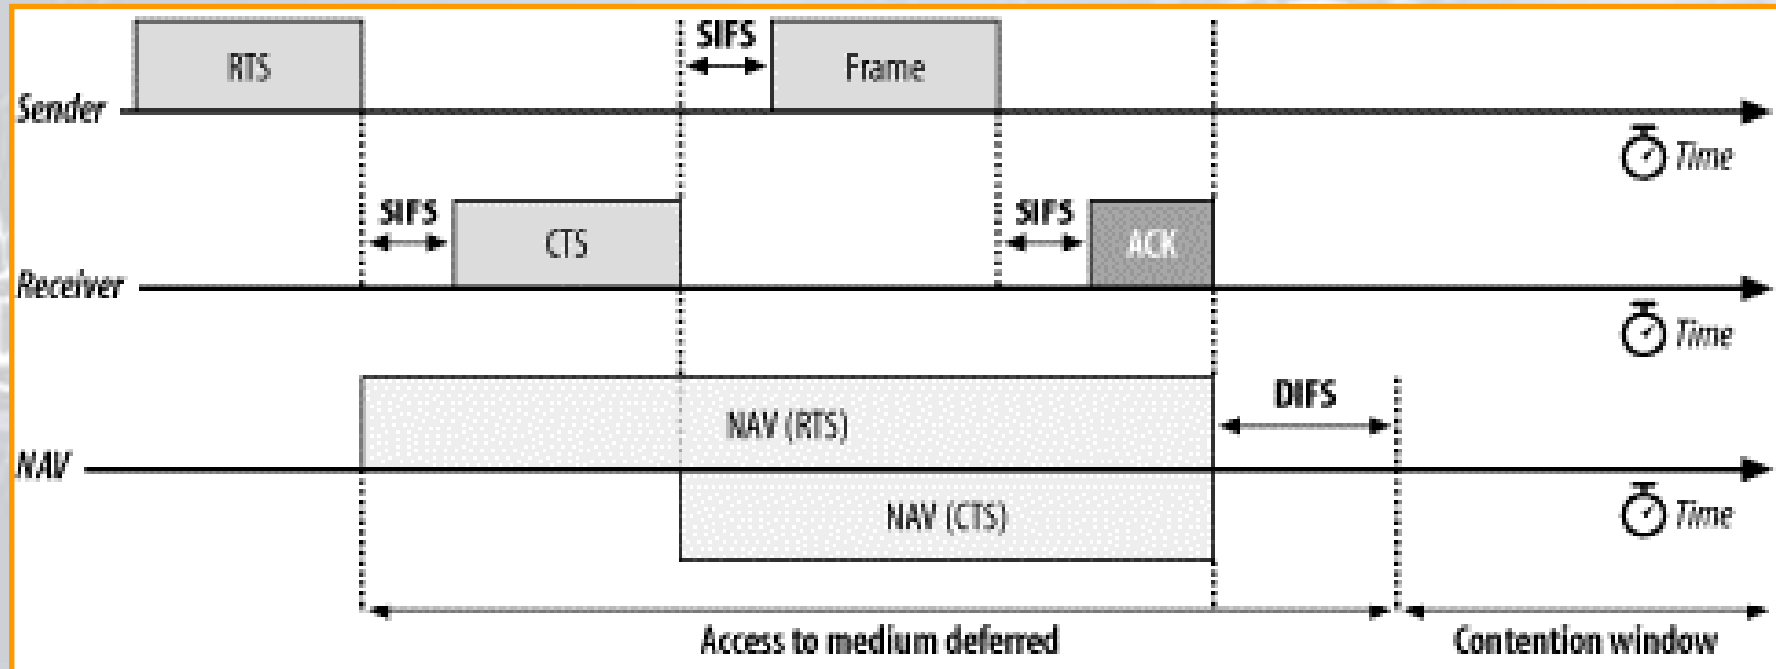 SIFS
RTS
Frame
Sender
Time
SIFS
SIFS
CTS
ACK
Receiver
Time
DIFS
NAV (RTS)
NAV
NAV (CTS)
Time
Access to medium deferred
Contention window